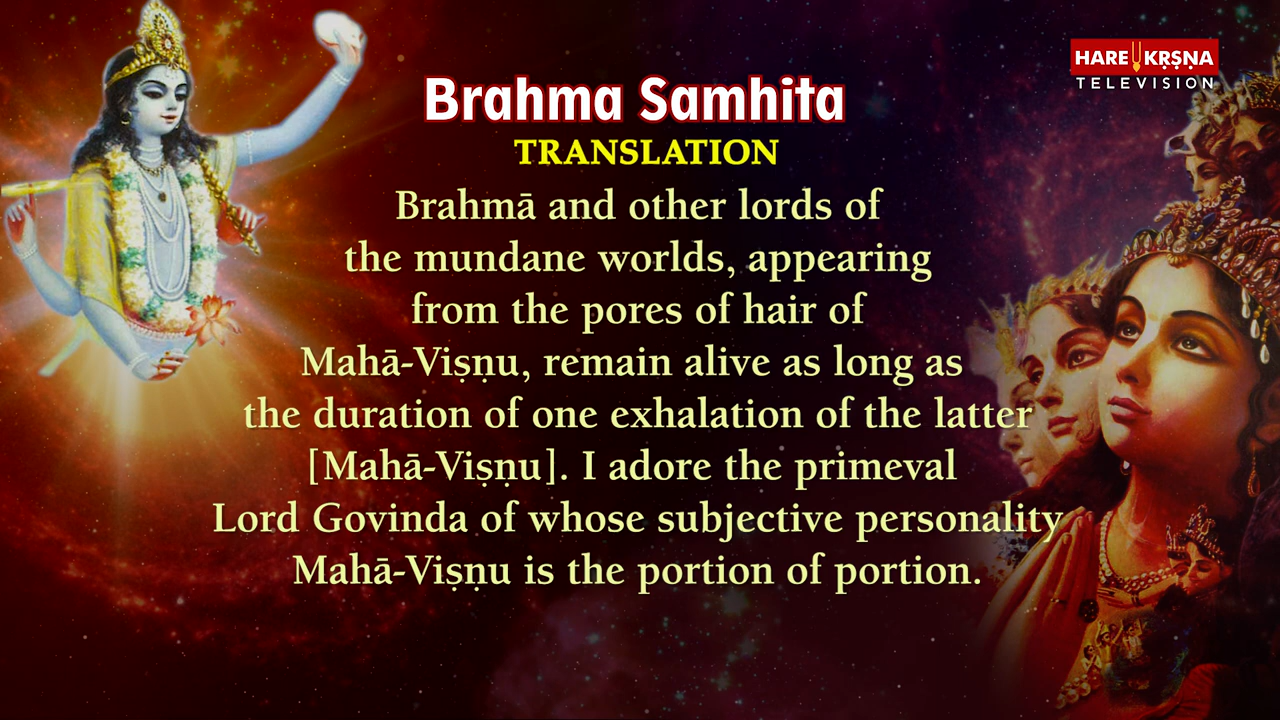 HARE KṚṢṆA
TELEVISION
Brahma Samhita
TRANSLATION
Brahmā and other lords of
the mundane worlds, appearing
from the pores of hair of
Mahā-Viṣṇu, remain alive as long as
the duration of one exhalation of the latter
[Mahā-Viṣṇu]. I adore the primeval
Lord Govinda of whose subjective personality
Mahā-Viṣṇu is the portion of portion.